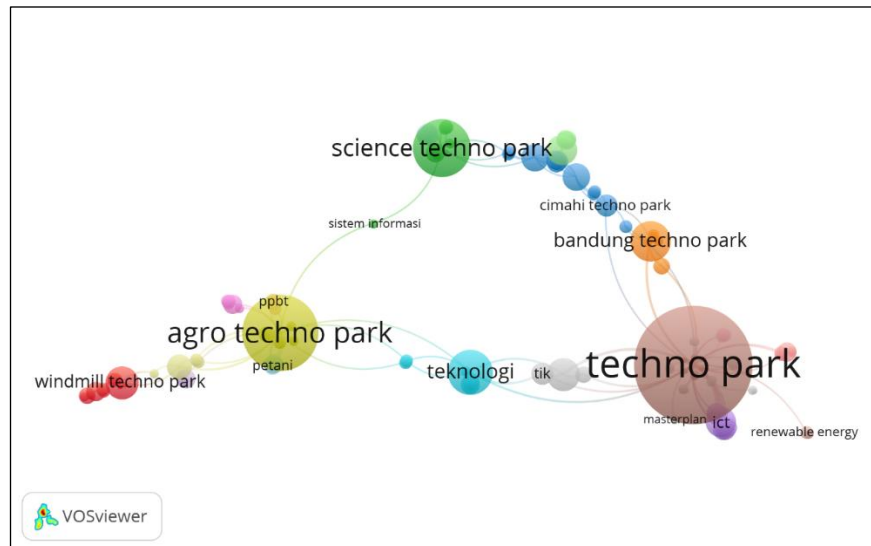 science techno park
cimahi techno park
sistem informasi
bandung techno park
ppbt
agro techno park
techno park
petani
teknologi
tik
windmill techno park
masterplan
ict
renewable energy
VOSviewer